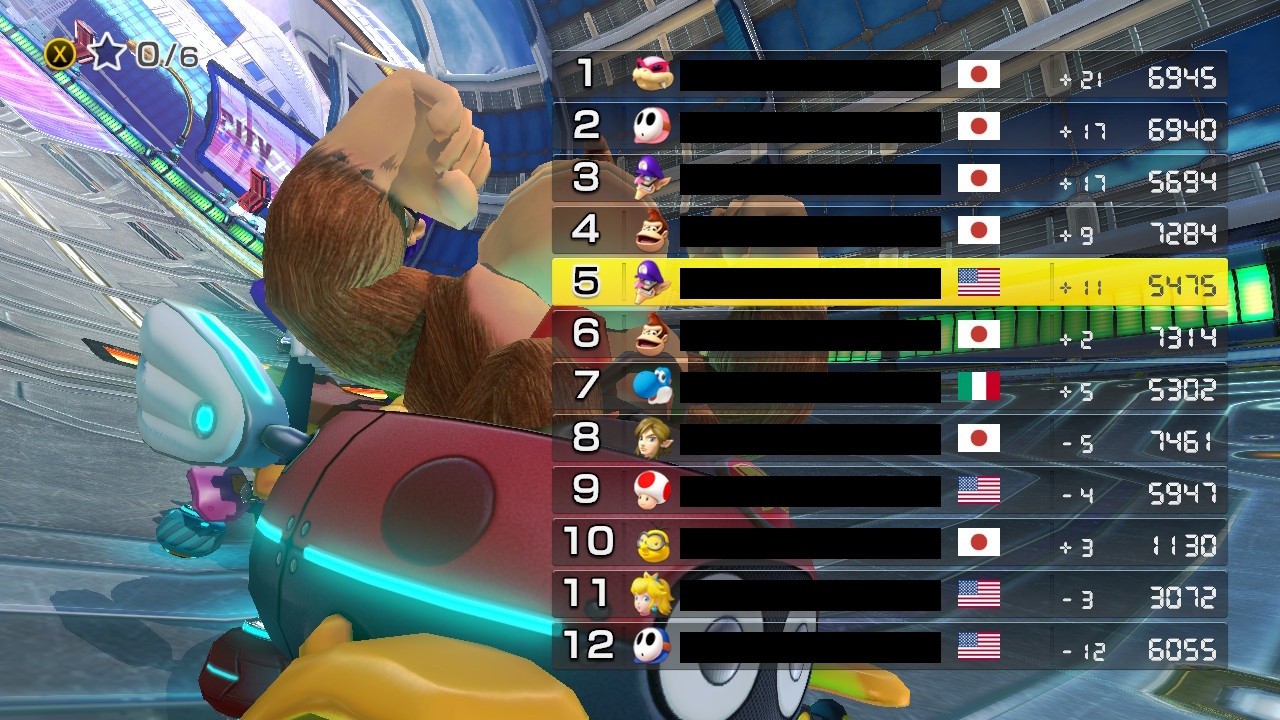 X 0/6
1 + 21 6945
2 + 17 6940
3 + 17 5694
4 + 9 7284
5 + 11 5475
6 + 2 7314
7 + 5 5302
8 - 5 7461
9 - 4 5947
10 + 3 1130
11 - 3 3072
12 - 12 6055